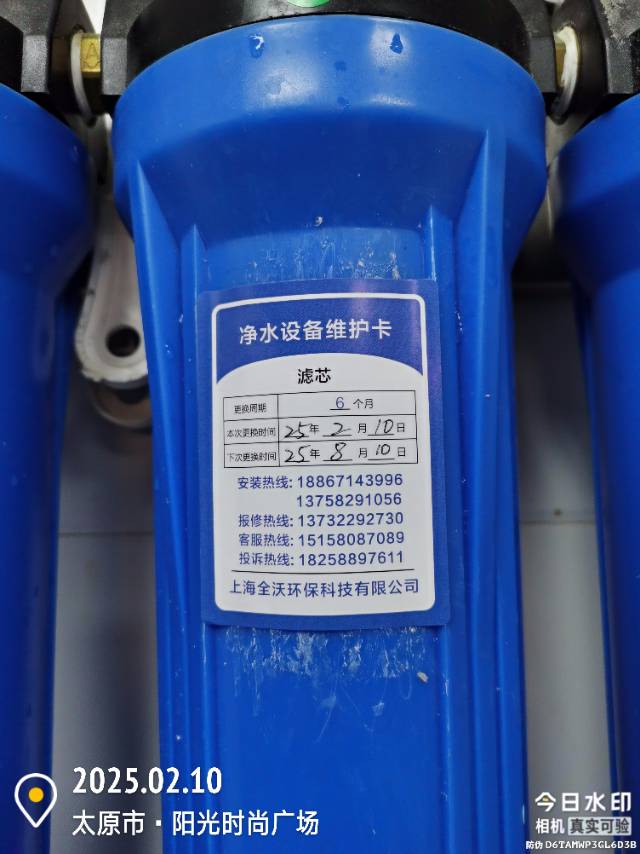 净水设备维护卡
滤芯
更换周期 6 个月
本次更换时间 25 年 2 月 10 日
下次更换时间 25 年 8 月 10 日
安装热线: 18867143996
13758291056
报修热线: 13732292730
客服热线: 15158087089
投诉热线: 18258897611
上海全沃环保科技有限公司
2025.02.10
太原市·阳光时尚广场
今日水印
相机 真实可验
防伪 D6TAMWP3GL6D3B